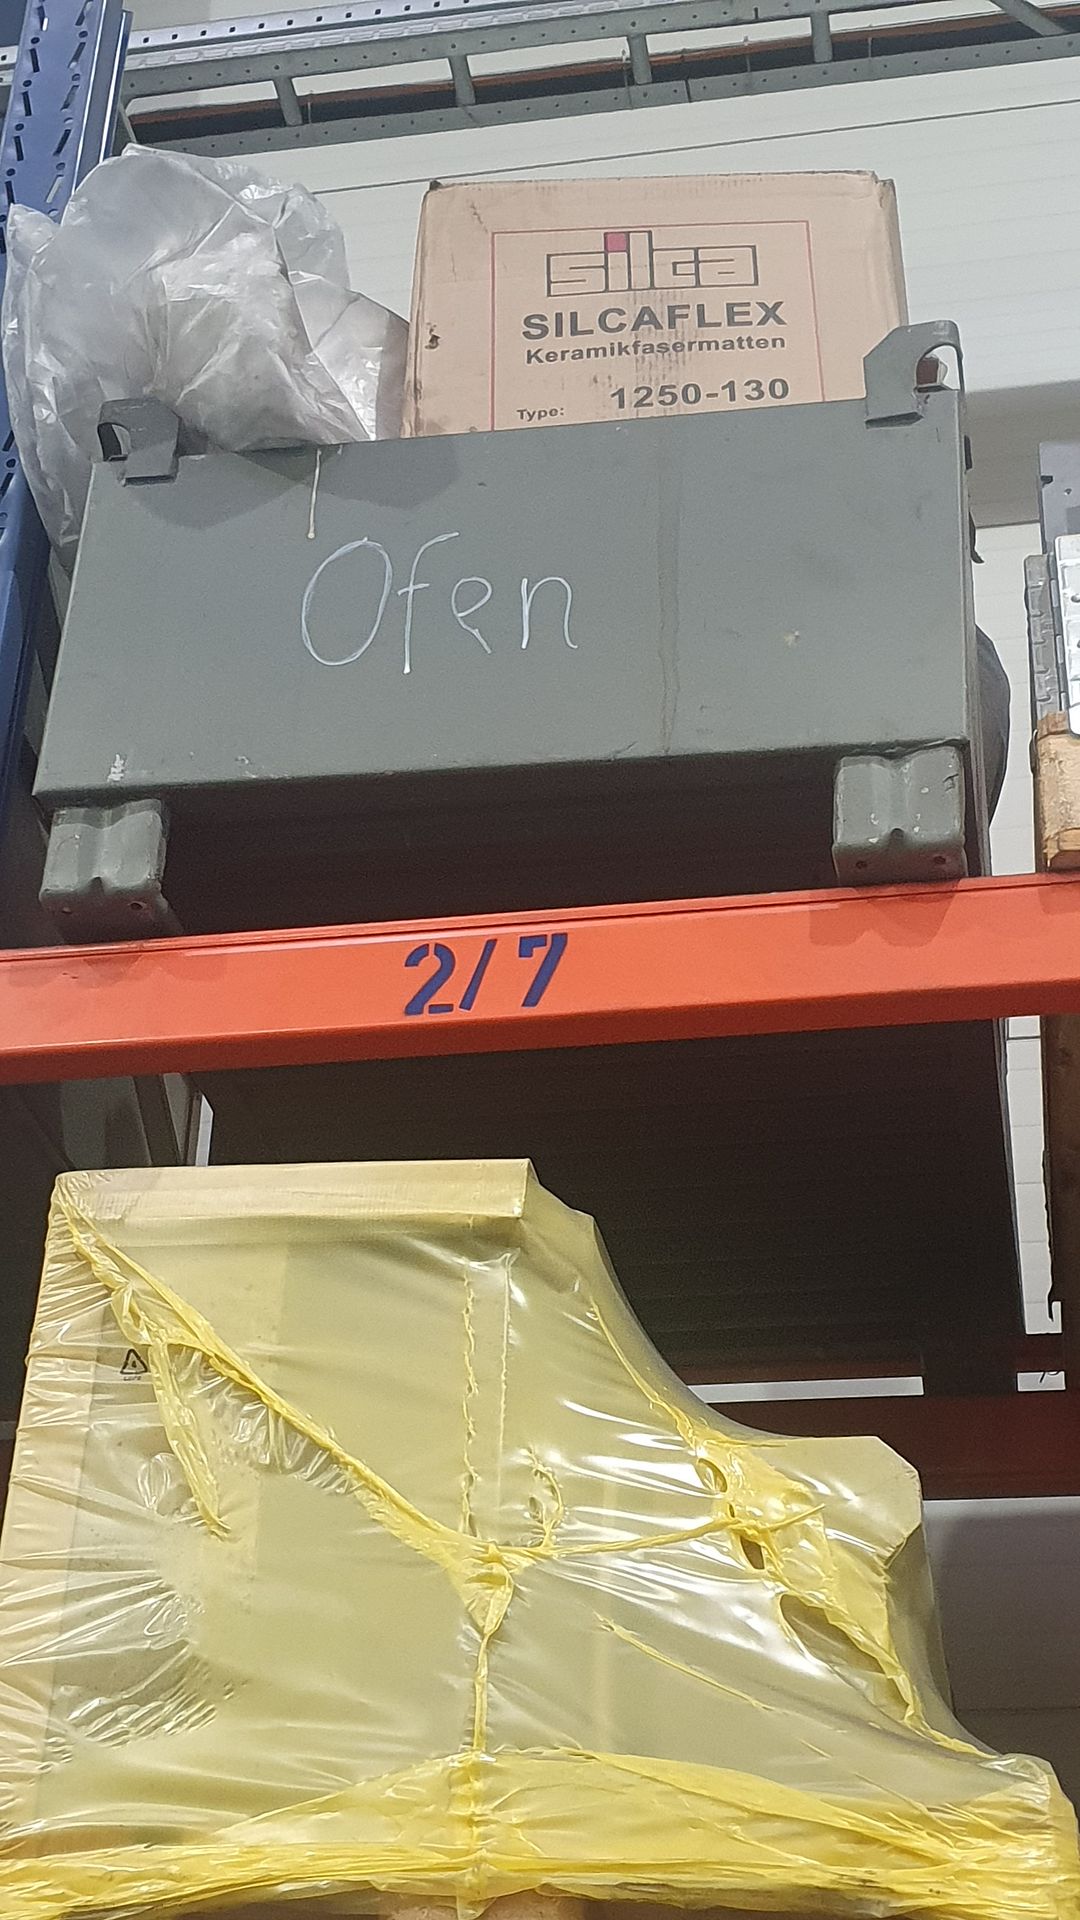 silca
SILCAFLEX
Keramikfasermatten
Type: 1250-130
Ofen
2/7